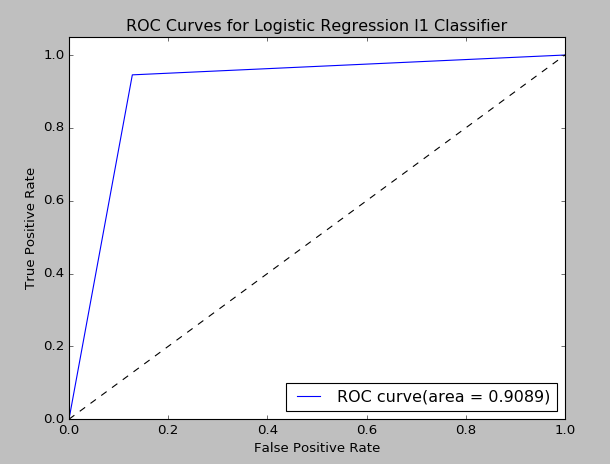 ROC Curves for Logistic Regression l1 Classifier
1.0
0.8
0.6
0.4
0.2
0.0
True Positive Rate
0.0 0.2 0.4 0.6 0.8 1.0
False Positive Rate
ROC curve(area = 0.9089)